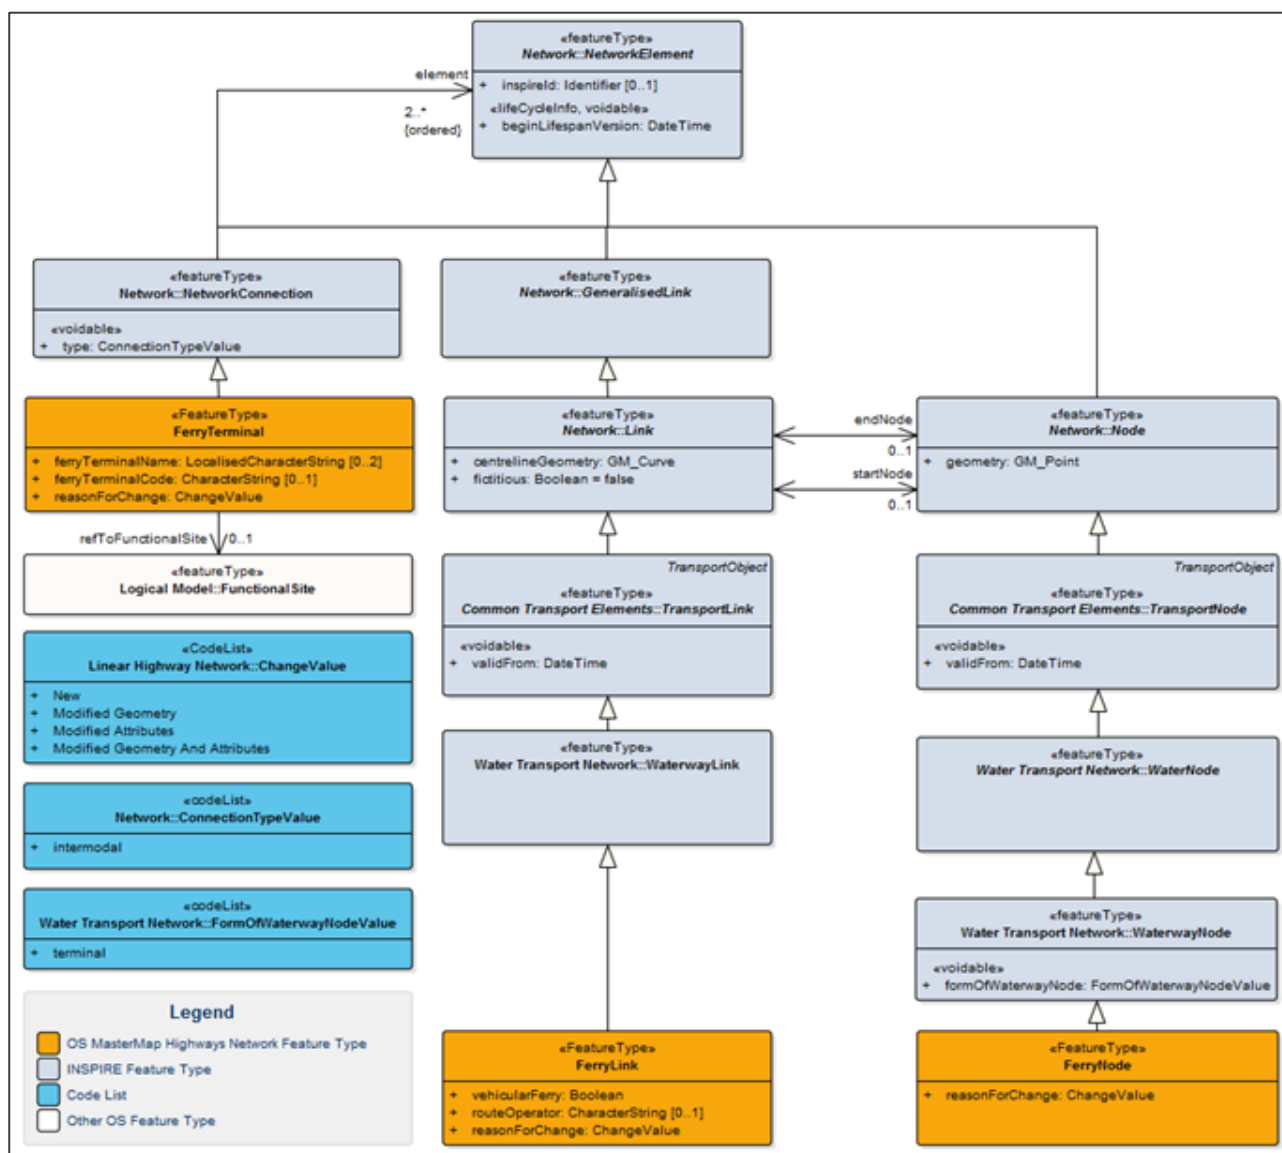 «featureType»
Network::NetworkElement
+ inspireId: Identifier [0..1]
«lifeCycleInfo, voidable»
+ beginLifespanVersion: DateTime
element
2..*
{ordered}
«featureType»
Network::NetworkConnection
«voidable»
+ type: ConnectionTypeValue
«featureType»
Network::GeneralisedLink
«FeatureType»
FerryTerminal
+ ferryTerminalName: LocalisedCharacterString [0..2]
+ ferryTerminalCode: CharacterString [0..1]
+ reasonForChange: ChangeValue
«featureType»
Network::Link
+ centrelineGeometry: GM_Curve
+ fictitious: Boolean = false
endNode
0..1
startNode
0..1
«featureType»
Network::Node
+ geometry: GM_Point
refToFunctionalSite
0..1
«featureType»
Logical Model::FunctionalSite
TransportObject
«featureType»
Common Transport Elements::TransportLink
«voidable»
+ validFrom: DateTime
TransportObject
«featureType»
Common Transport Elements::TransportNode
«voidable»
+ validFrom: DateTime
«CodeList»
Linear Highway Network::ChangeValue
+ New
+ Modified Geometry
+ Modified Attributes
+ Modified Geometry And Attributes
«featureType»
Water Transport Network::WaterwayLink
«featureType»
Water Transport Network::WaterNode
«codeList»
Network::ConnectionTypeValue
+ intermodal
«codeList»
Water Transport Network::FormOfWaterwayNodeValue
+ terminal
«featureType»
Water Transport Network::WaterwayNode
«voidable»
+ formOfWaterwayNode: FormOfWaterwayNodeValue
Legend
OS MasterMap Highways Network Feature Type
INSPIRE Feature Type
Code List
Other OS Feature Type
«FeatureType»
FerryLink
+ vehicularFerry: Boolean
+ routeOperator: CharacterString [0..1]
+ reasonForChange: ChangeValue
«FeatureType»
FerryNode
+ reasonForChange: ChangeValue